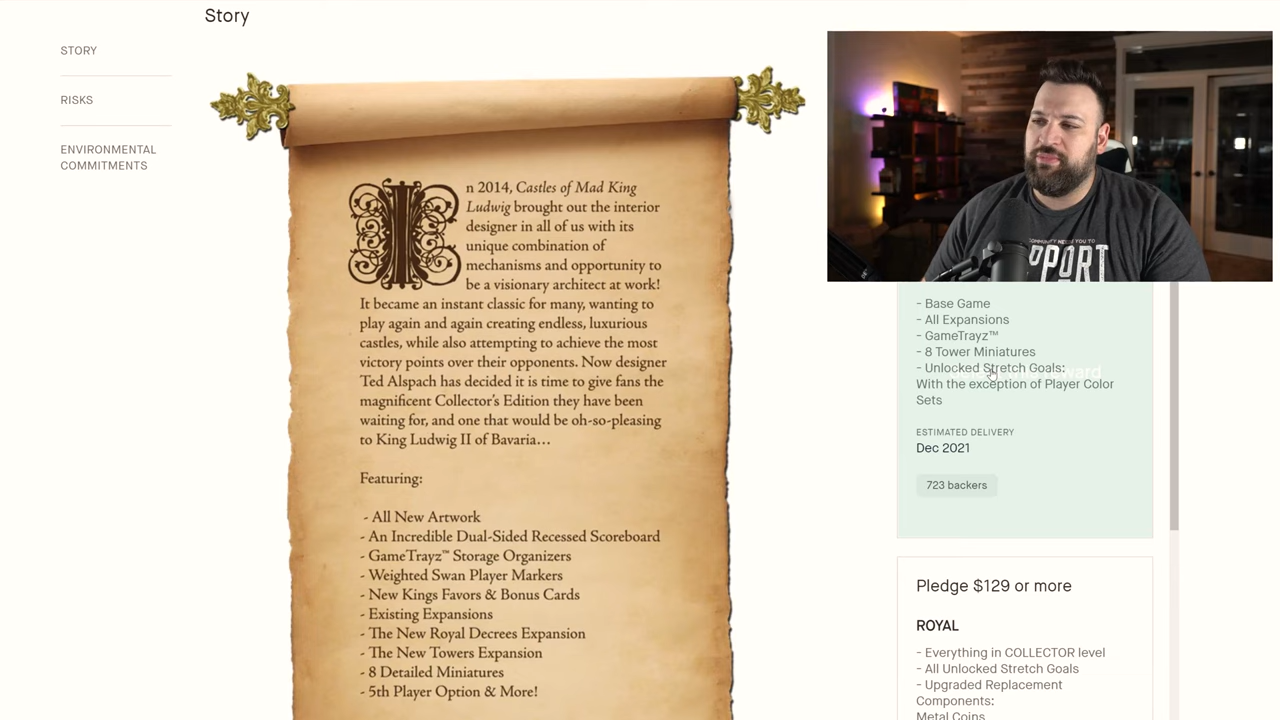 Story
STORY
RISKS
ENVIRONMENTAL
COMMITMENTS
In 2014, Castles of Mad King
Ludwig brought out the interior
designer in all of us with its
unique combination of
mechanisms and opportunity to
be a visionary architect at work!
It became an instant classic for many, wanting to
play again and again creating endless, luxurious
castles, while also attempting to achieve the most
victory points over their opponents. Now designer
Ted Alspach has decided it is time to give fans the
magnificent Collector's Edition they have been
waiting for, and one that would be oh-so-pleasing
to King Ludwig II of Bavaria...
Featuring:
- All New Artwork
- An Incredible Dual-Sided Recessed Scoreboard
- GameTrayz™ Storage Organizers
- Weighted Swan Player Markers
- New Kings Favors & Bonus Cards
- Existing Expansions
- The New Royal Decrees Expansion
- The New Towers Expansion
- 8 Detailed Miniatures
- 5th Player Option & More!
COMMUNITY NEEDS YOU TO
PPORT
- Base Game
- All Expansions
- GameTrayz™
- 8 Tower Miniatures
- Unlocked Stretch Goals:
With the exception of Player Color
Sets
ESTIMATED DELIVERY
Dec 2021
723 backers
Pledge $129 or more
ROYAL
- Everything in COLLECTOR level
- All Unlocked Stretch Goals
- Upgraded Replacement
Components:
Metal Coins